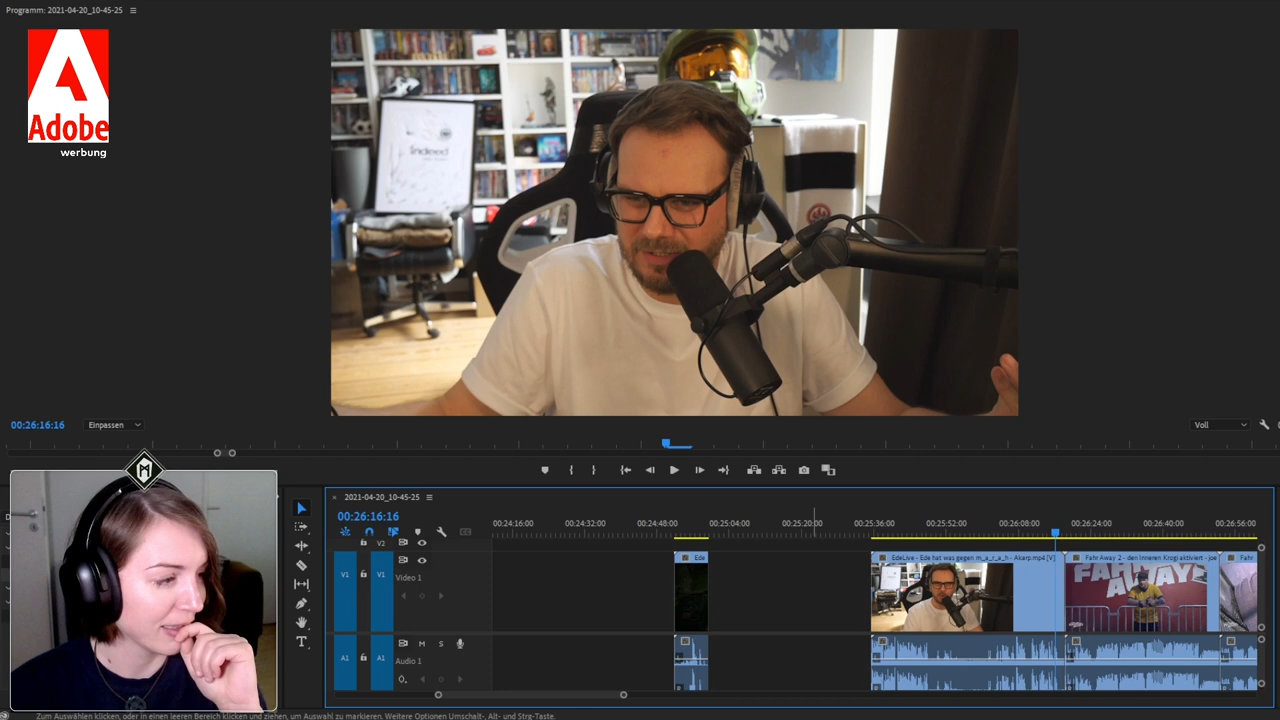 Programm: 2021-04-20_10-45-25
Adobe
werbung
Indeed
00:26:16:16
Einpassen
Voll
2021-04-20_10-45-25
00:26:16:16
00:24:16:00
00:24:32:00
00:24:48:00
00:25:04:00
00:25:20:00
00:25:36:00
00:25:52:00
00:26:08:00
00:26:24:00
00:26:40:00
00:26:56:00
V2
V1
V1
Video 1
Ede
EdeLive - Ede hat was gegen m_a_r_a_h - Akarp.mp4 [V]
Fahr Away 2 - den Inneren Krogi aktiviert - joe
Fahr
FAHR
AWAY
A1
A1
M
S
Audio 1
Zum Auswählen klicken, oder in einen leeren Bereich klicken und ziehen, um Auswahl zu markieren. Weitere Optionen Umschalt-, Alt- und Strg-Taste.